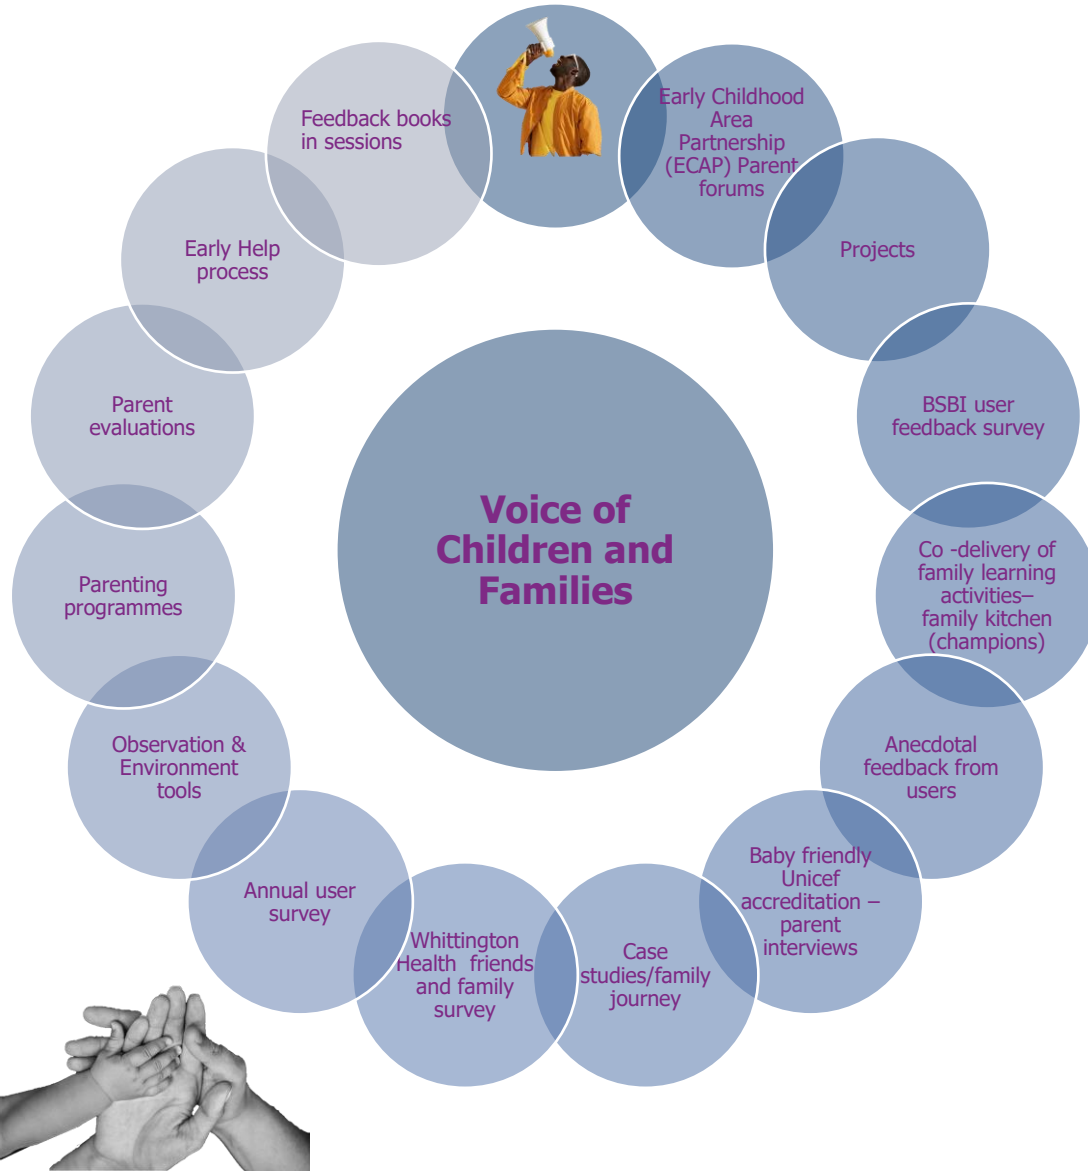 Early Childhood
Area
Partnership
(ECAP) Parent
forums
Projects
BSBI user
feedback survey
Co -delivery of
family learning
activities–
family kitchen
(champions)
Anecdotal
feedback from
users
Baby friendly
Unicef
accreditation –
parent
interviews
Case
studies/family
journey
Whittington
Health  friends
and family
survey
Annual user
survey
Observation &
Environment
tools
Parenting
programmes
Parent
evaluations
Early Help
process
Feedback books
in sessions
Voice of
Children and
Families